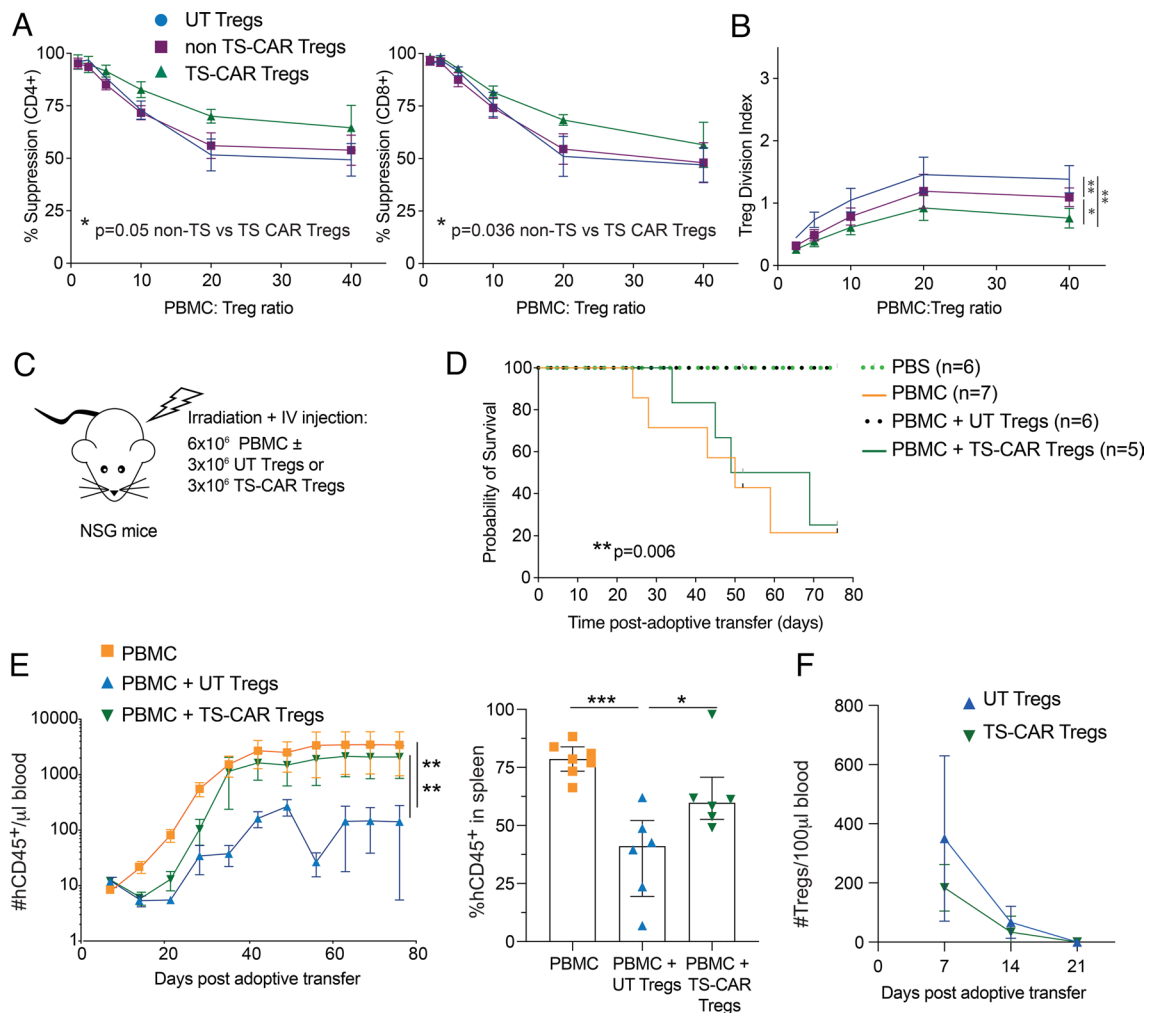 A
UT Tregs
non TS-CAR Tregs
TS-CAR Tregs
% Suppression (CD4+)
100
75
50
25
0
* p=0.05 non-TS vs TS CAR Tregs
0 10 20 30 40
PBMC: Treg ratio
% Suppression (CD8+)
100
75
50
25
0
* p=0.036 non-TS vs TS CAR Tregs
0 10 20 30 40
PBMC: Treg ratio
B
Treg Division Index
3
2
1
0
** * **
0 10 20 30 40
PBMC:Treg ratio
C
Irradiation + IV injection:
6x10⁶ PBMC ±
3x10⁶ UT Tregs or
3x10⁶ TS-CAR Tregs
NSG mice
D
Probability of Survival
100
80
60
40
20
0
** p=0.006
0 10 20 30 40 50 60 70 80
Time post-adoptive transfer (days)
PBS (n=6)
PBMC (n=7)
PBMC + UT Tregs (n=6)
PBMC + TS-CAR Tregs (n=5)
E
PBMC
PBMC + UT Tregs
PBMC + TS-CAR Tregs
#hCD45⁺/µl blood
10000
1000
100
10
1
**
**
0 20 40 60 80
Days post adoptive transfer
%hCD45⁺ in spleen
100
75
50
25
0
*** *
PBMC
PBMC +
UT Tregs
PBMC +
TS-CAR
Tregs
F
UT Tregs
TS-CAR Tregs
#Tregs/100µl blood
800
600
400
200
0
0 7 14 21
Days post adoptive transfer